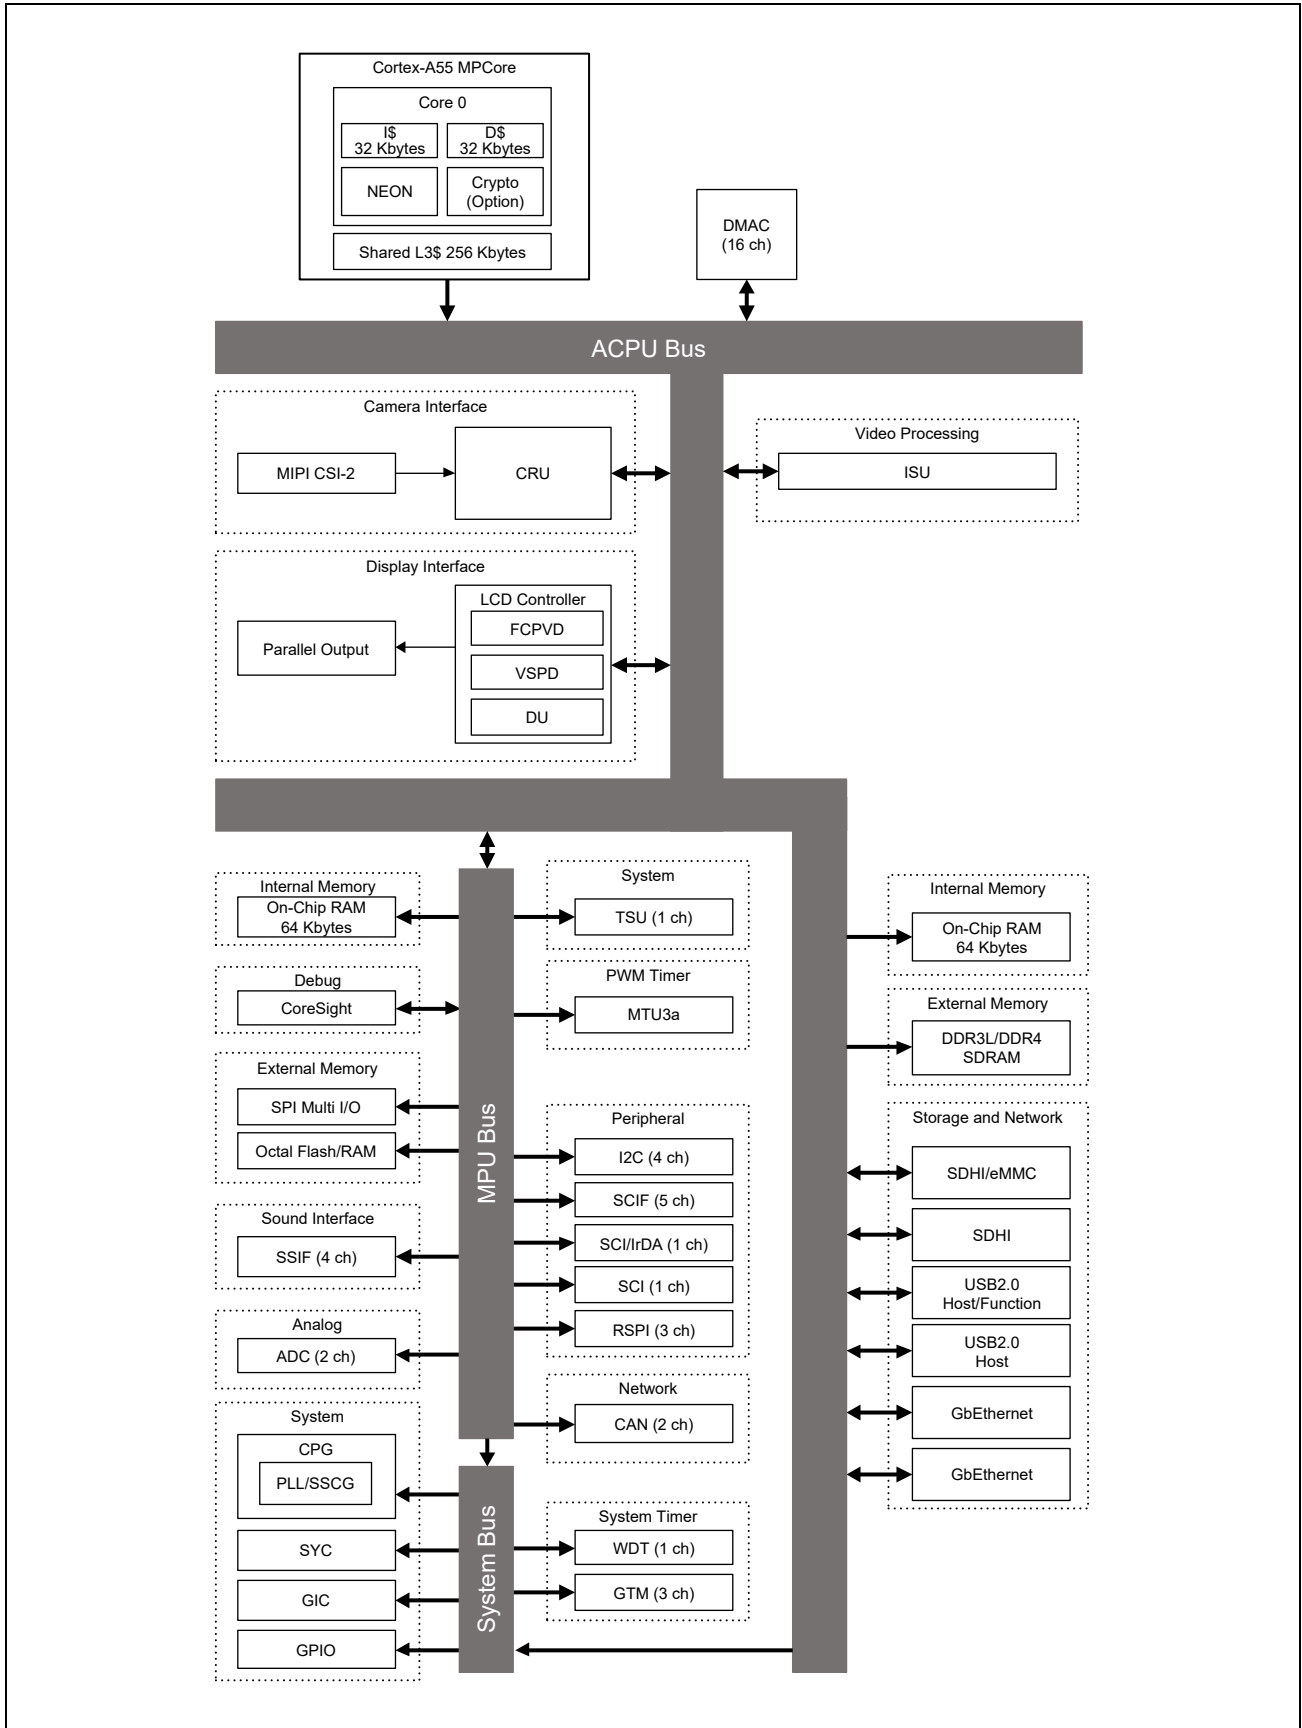 Cortex-A55 MPCore
Core 0
I$
32 Kbytes
D$
32 Kbytes
NEON
Crypto
(Option)
Shared L3$ 256 Kbytes
DMAC
(16 ch)
ACPU Bus
Camera Interface
MIPI CSI-2
CRU
Video Processing
ISU
Display Interface
LCD Controller
FCPVD
Parallel Output
VSPD
DU
Internal Memory
On-Chip RAM
64 Kbytes
Debug
CoreSight
External Memory
SPI Multi I/O
Octal Flash/RAM
Sound Interface
SSIF (4 ch)
Analog
ADC (2 ch)
System
CPG
PLL/SSCG
SYC
GIC
GPIO
MPU Bus
System Bus
System
TSU (1 ch)
PWM Timer
MTU3a
Peripheral
I2C (4 ch)
SCIF (5 ch)
SCI/IrDA (1 ch)
SCI (1 ch)
RSPI (3 ch)
Network
CAN (2 ch)
System Timer
WDT (1 ch)
GTM (3 ch)
Internal Memory
On-Chip RAM
64 Kbytes
External Memory
DDR3L/DDR4
SDRAM
Storage and Network
SDHI/eMMC
SDHI
USB2.0
Host/Function
USB2.0
Host
GbEthernet
GbEthernet